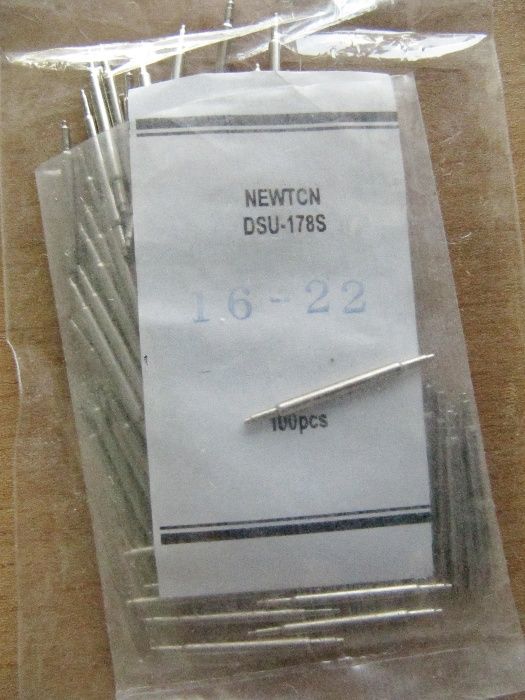 NEWTCN
DSU-178S
16-22
100pcs